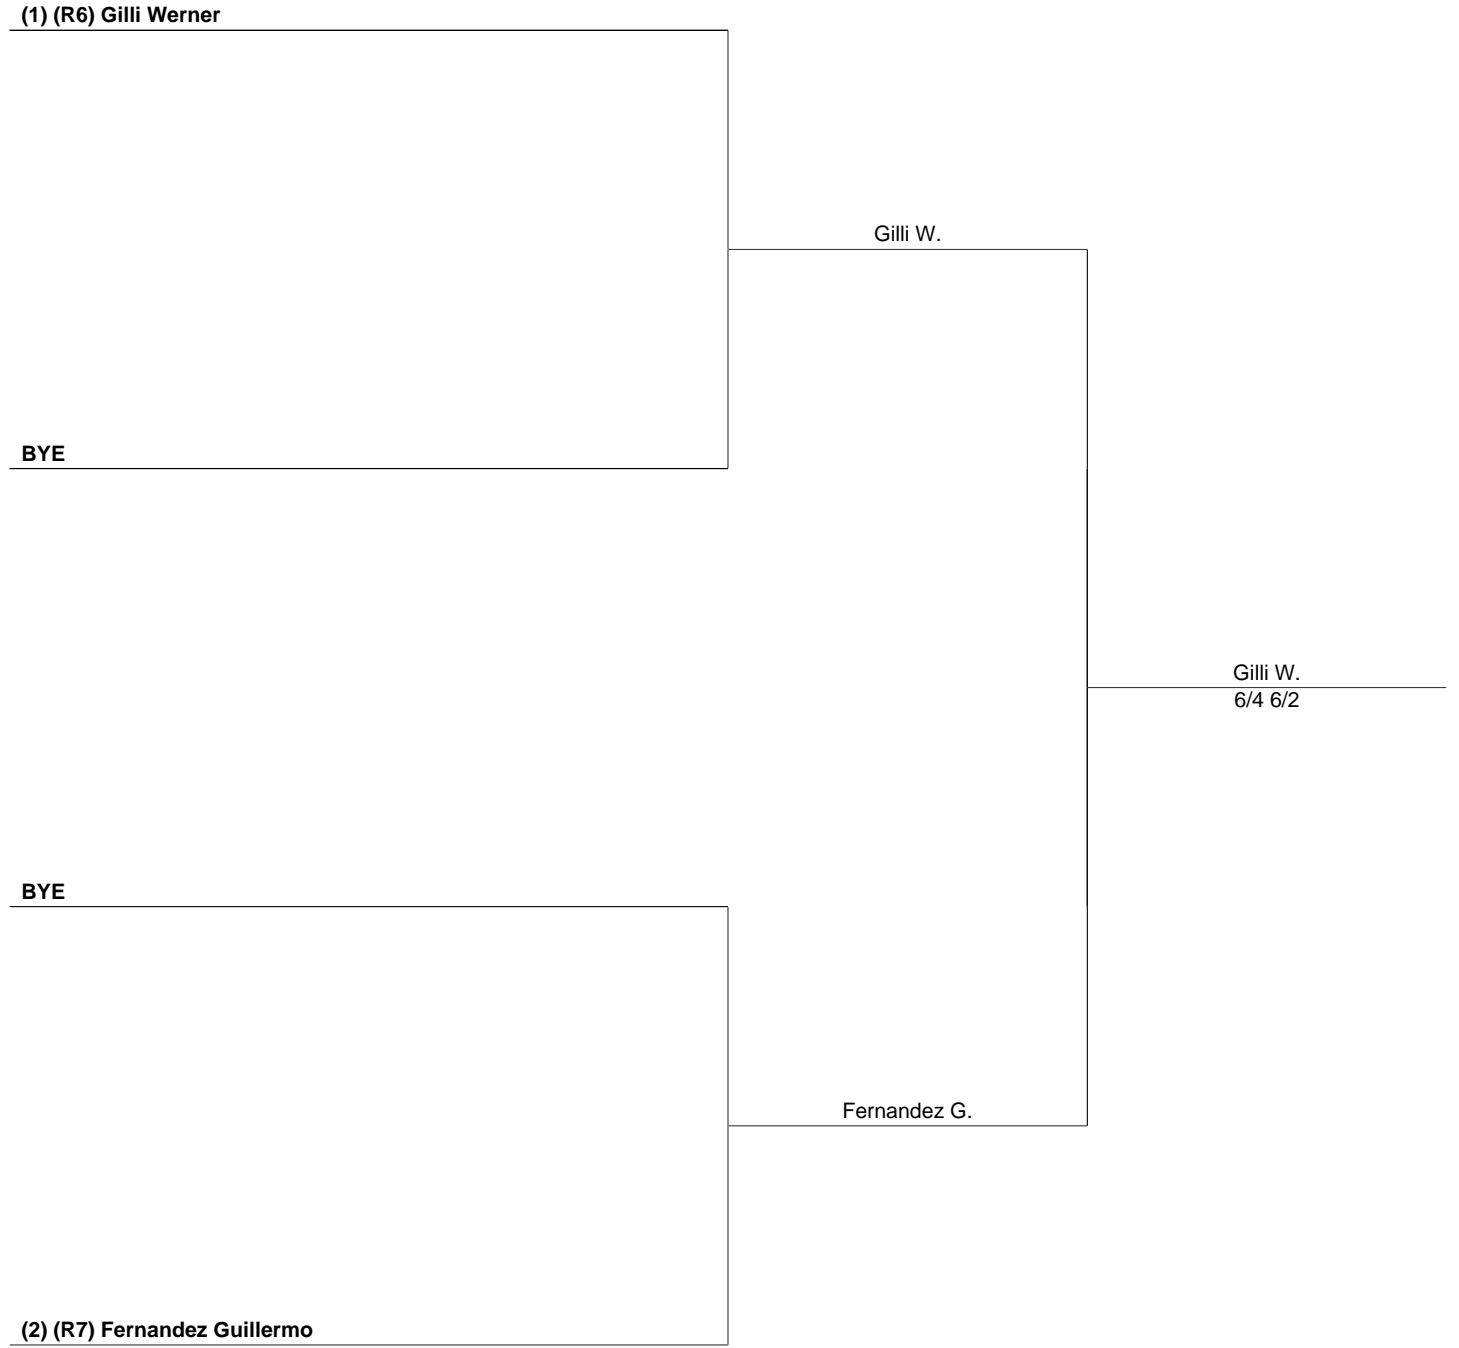 (1) (R6) Gilli Werner
Gilli W.
BYE
Gilli W.
6/4 6/2
BYE
Fernandez G.
(2) (R7) Fernandez Guillermo